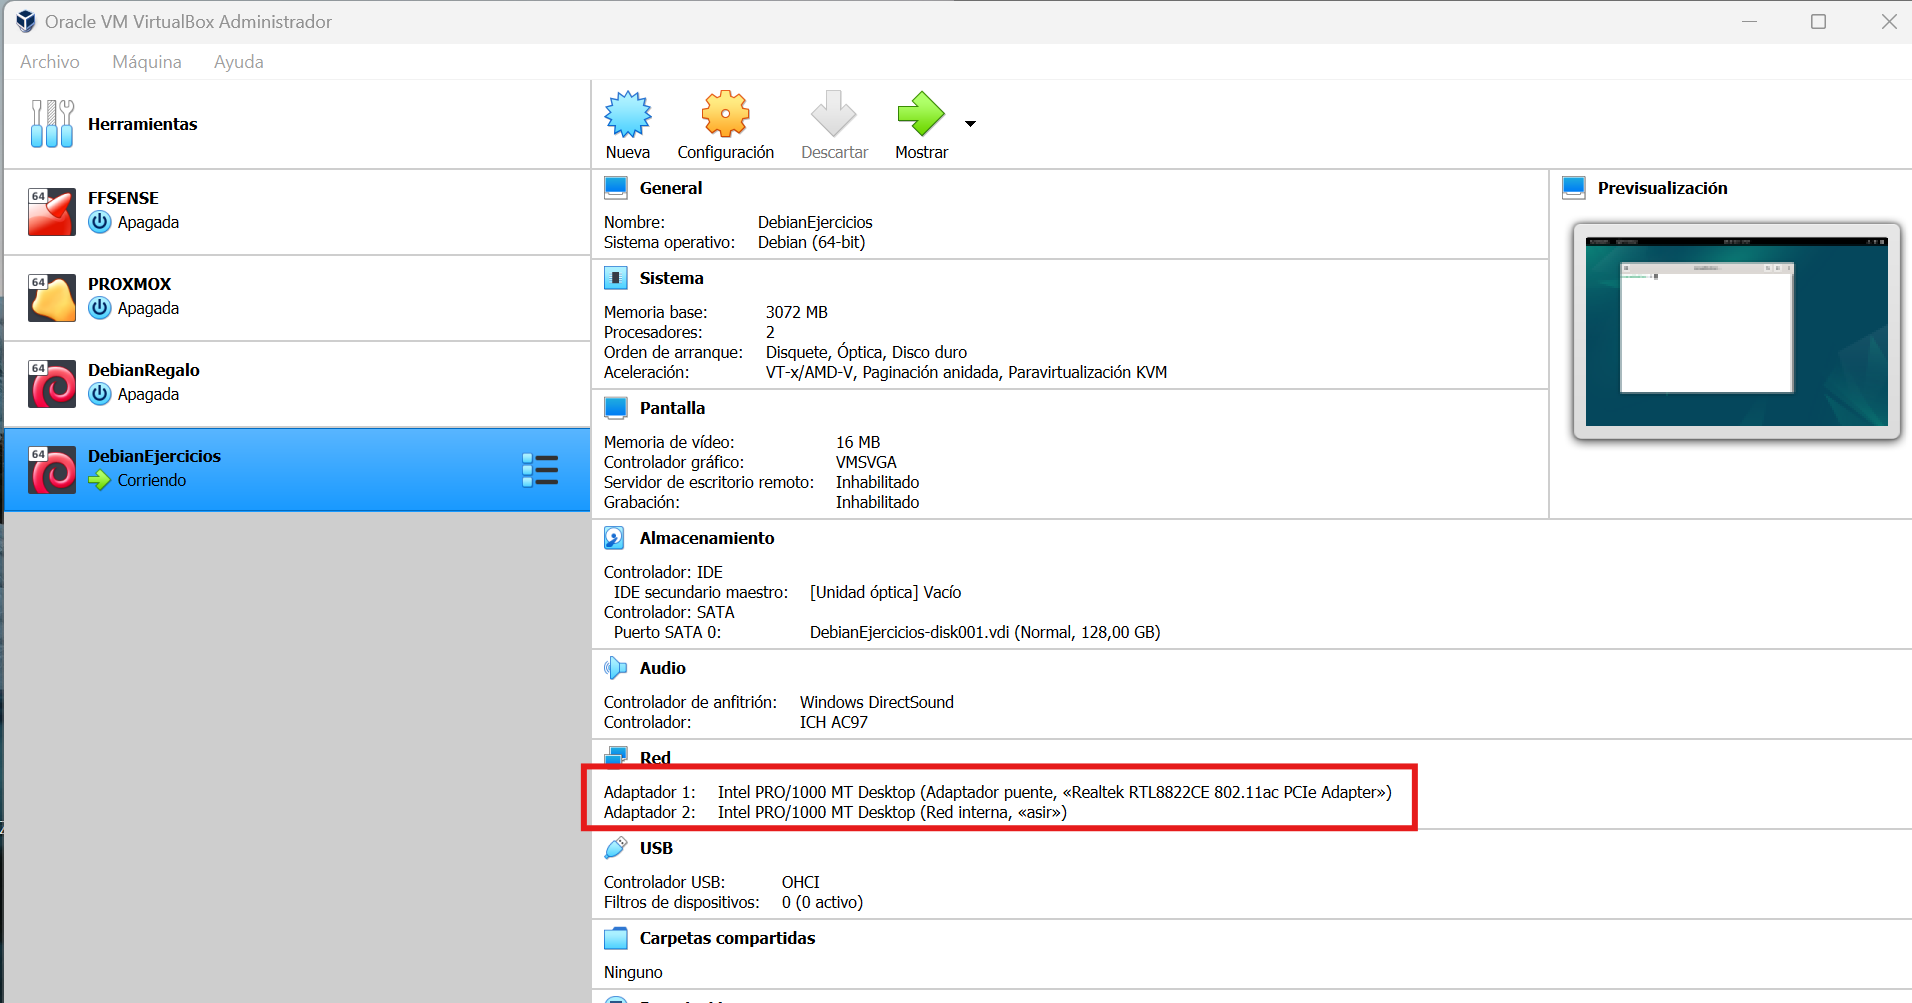 Oracle VM VirtualBox Administrador
Archivo Máquina Ayuda
Herramientas
Nueva Configuración Descartar Mostrar
64
FFSENSE
Apagada
64
PROXMOX
Apagada
64
DebianRegalo
Apagada
64
DebianEjercicios
Corriendo
General
Nombre: DebianEjercicios
Sistema operativo: Debian (64-bit)
Previsualización
Sistema
Memoria base: 3072 MB
Procesadores: 2
Orden de arranque: Disquete, Óptica, Disco duro
Aceleración: VT-x/AMD-V, Paginación anidada, Paravirtualización KVM
Pantalla
Memoria de vídeo: 16 MB
Controlador gráfico: VMSVGA
Servidor de escritorio remoto: Inhabilitado
Grabación: Inhabilitado
Almacenamiento
Controlador: IDE
IDE secundario maestro: [Unidad óptica] Vacío
Controlador: SATA
Puerto SATA 0: DebianEjercicios-disk001.vdi (Normal, 128,00 GB)
Audio
Controlador de anfitrión: Windows DirectSound
Controlador: ICH AC97
Red
Adaptador 1: Intel PRO/1000 MT Desktop (Adaptador puente, «Realtek RTL8822CE 802.11ac PCIe Adapter»)
Adaptador 2: Intel PRO/1000 MT Desktop (Red interna, «asir»)
USB
Controlador USB: OHCI
Filtros de dispositivos: 0 (0 activo)
Carpetas compartidas
Ninguno